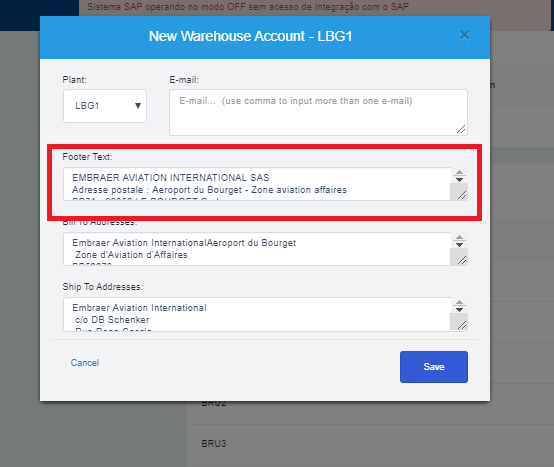 Sistema SAP operando no modo OFF sem acesso de Integração com o SAP
New Warehouse Account - LBG1
×
Plant:
E-mail:
LBG1
E-mail... (use comma to input more than one e-mail)
Footer Text:
EMBRAER AVIATION INTERNATIONAL SAS
Adresse postale : Aeroport du Bourget - Zone aviation affaires
Bill To Addresses:
Embraer Aviation InternationalAeroport du Bourget
Zone d'Aviation d'Affaires
Ship To Addresses:
Embraer Aviation International
c/o DB Schenker
Cancel
Save
BRU2
BRU3